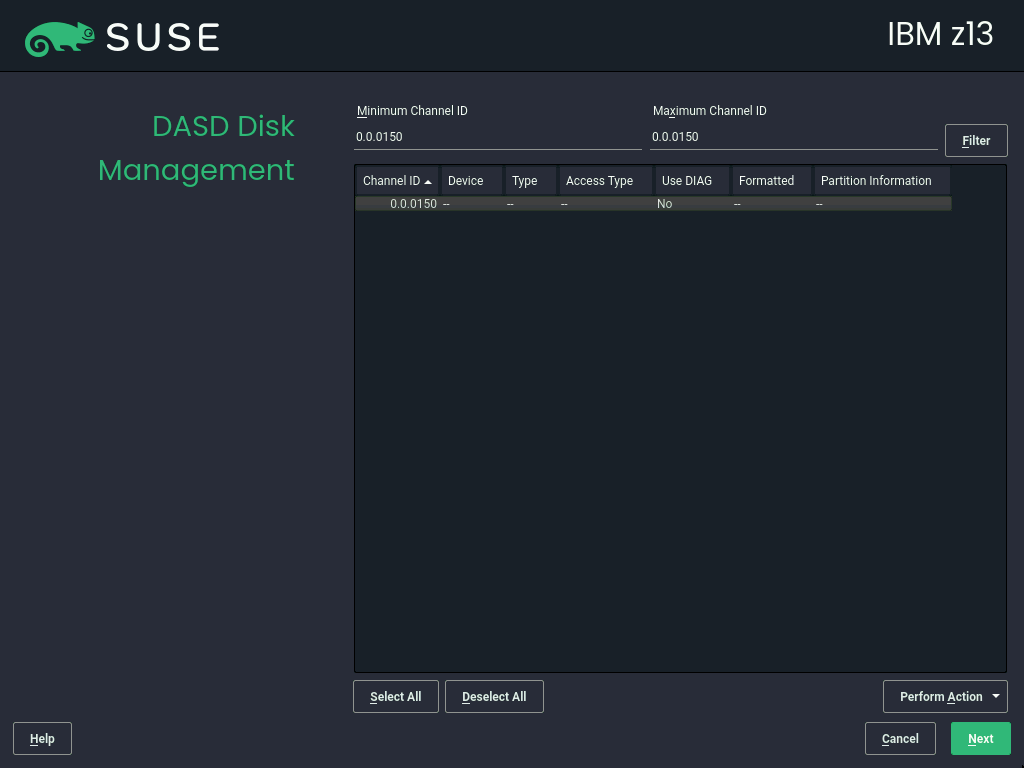 SUSE
IBM z13
DASD Disk
Management
Minimum Channel ID
Maximum Channel ID
0.0.0150
0.0.0150
Filter
Channel ID Device Type Access Type Use DIAG Formatted Partition Information
0.0.0150 -- -- -- No -- --
Select All
Deselect All
Perform Action
Help
Cancel
Next